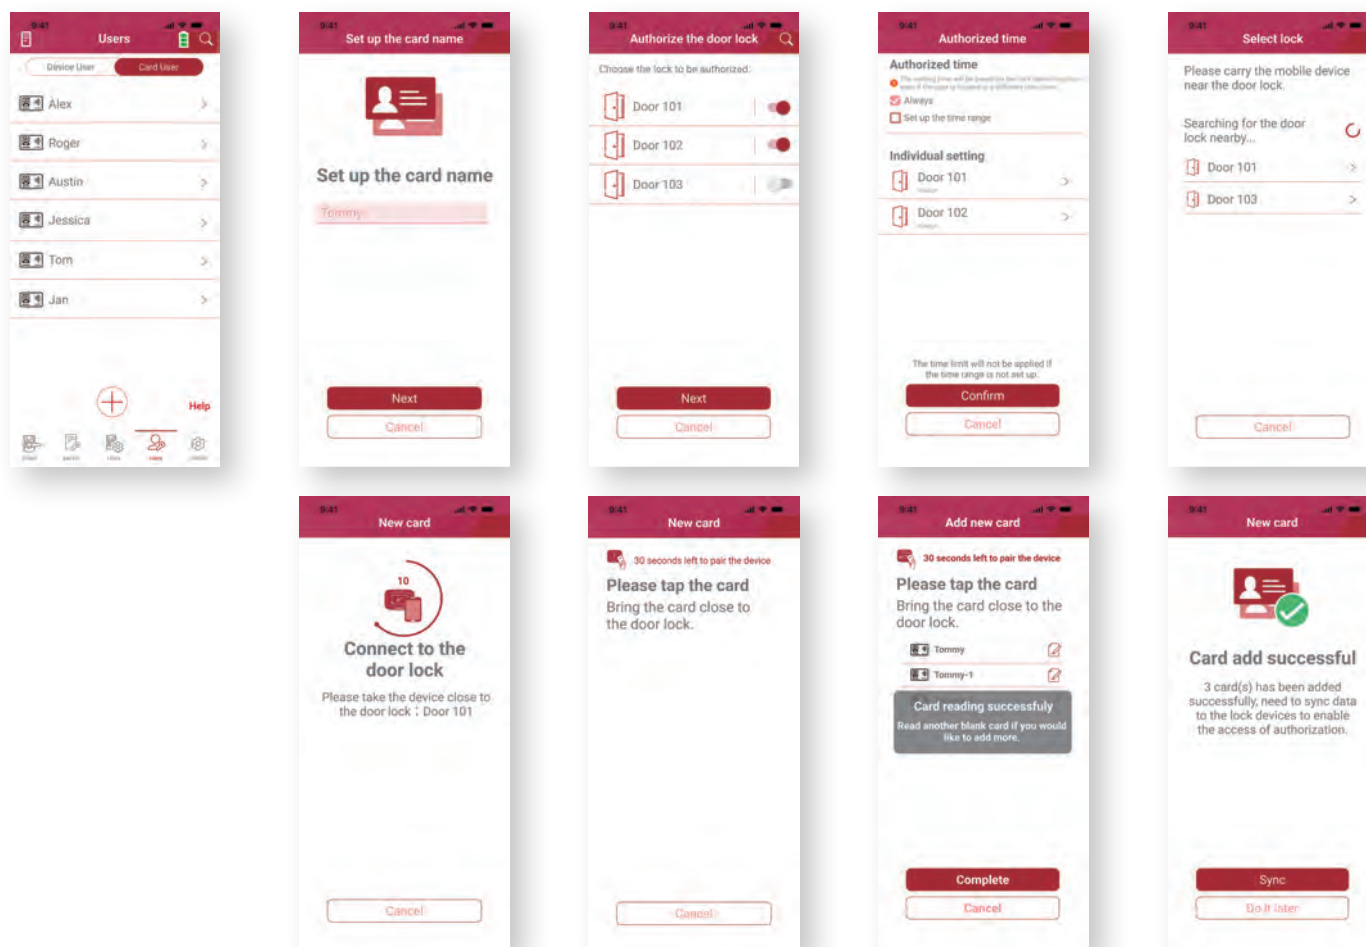 9:41
Users
Device User
Card User
Alex
Roger
Austin
Jessica
Tom
Jan
Help
9:41
Set up the card name
Set up the card name
Tommy
Next
Cancel
9:41
Authorize the door lock
Choose the lock to be authorized:
Door 101
Door 102
Door 103
Next
Cancel
9:41
Authorized time
Authorized time
Always
Set up the time range
Individual setting
Door 101
Door 102
The time limit will not be applied if
the time range is not set up.
Confirm
Cancel
9:41
Select lock
Please carry the mobile device
near the door lock.
Searching for the door
lock nearby...
Door 101
Door 103
Cancel
9:41
New card
10
Connect to the
door lock
Please take the device close to
the door lock : Door 101
Cancel
9:41
New card
30 seconds left to pair the device
Please tap the card
Bring the card close to
the door lock.
Cancel
9:41
Add new card
30 seconds left to pair the device
Please tap the card
Bring the card close to the
door lock.
Tommy
Tommy-1
Card reading successfuly
Read another blank card if you would
like to add more.
Complete
Cancel
9:41
New card
Card add successful
3 card(s) has been added
successfully, need to sync data
to the lock devices to enable
the access of authorization.
Sync
Do it later